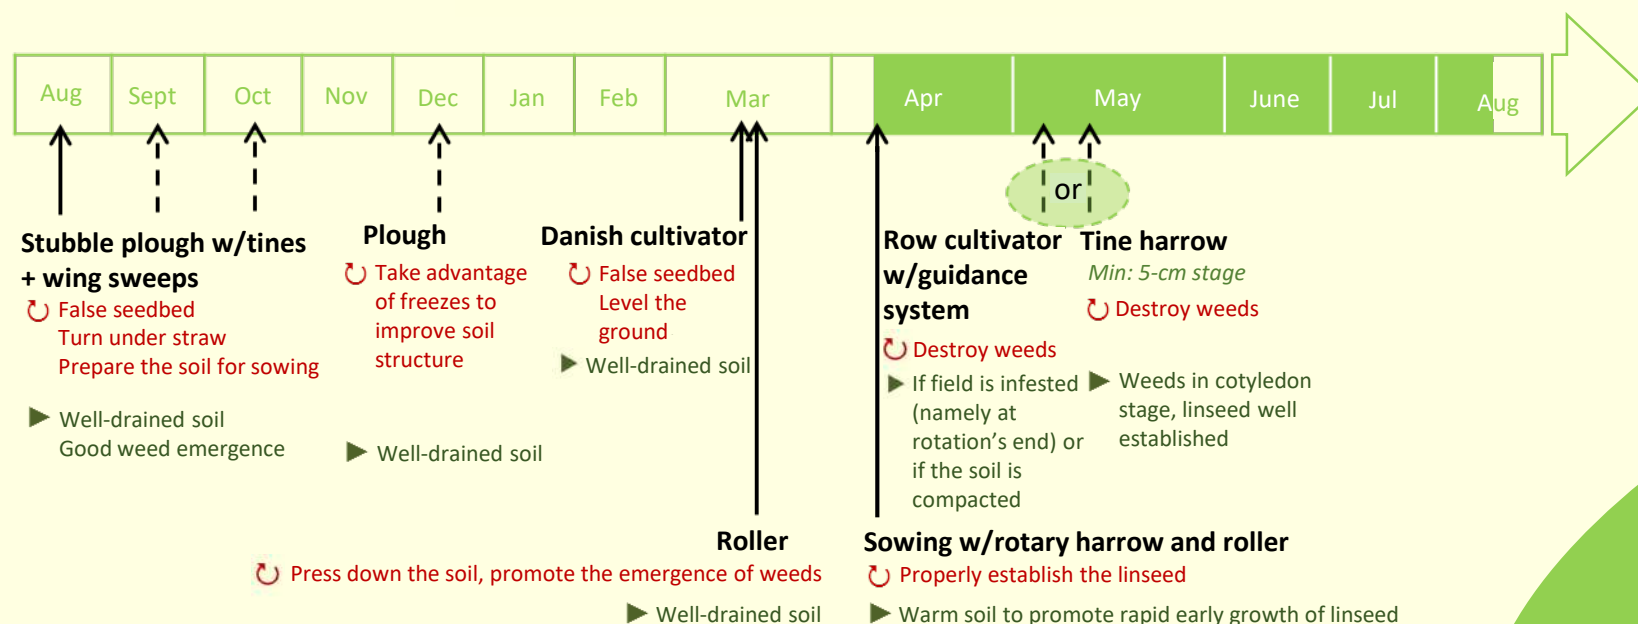 Aug Sept Oct Nov Dec Jan Feb Mar Apr May June Jul Aug
or
Stubble plough w/tines
+ wing sweeps
False seedbed
Turn under straw
Prepare the soil for sowing
Well-drained soil
Good weed emergence
Plough
Take advantage
of freezes to
improve soil
structure
Well-drained soil
Danish cultivator
False seedbed
Level the
ground
Well-drained soil
Roller
Press down the soil, promote the emergence of weeds
Well-drained soil
Row cultivator
w/guidance
system
Destroy weeds
If field is infested
(namely at
rotation's end) or
if the soil is
compacted
Tine harrow
Min: 5-cm stage
Destroy weeds
Weeds in cotyledon
stage, linseed well
established
Sowing w/rotary harrow and roller
Properly establish the linseed
Warm soil to promote rapid early growth of linseed